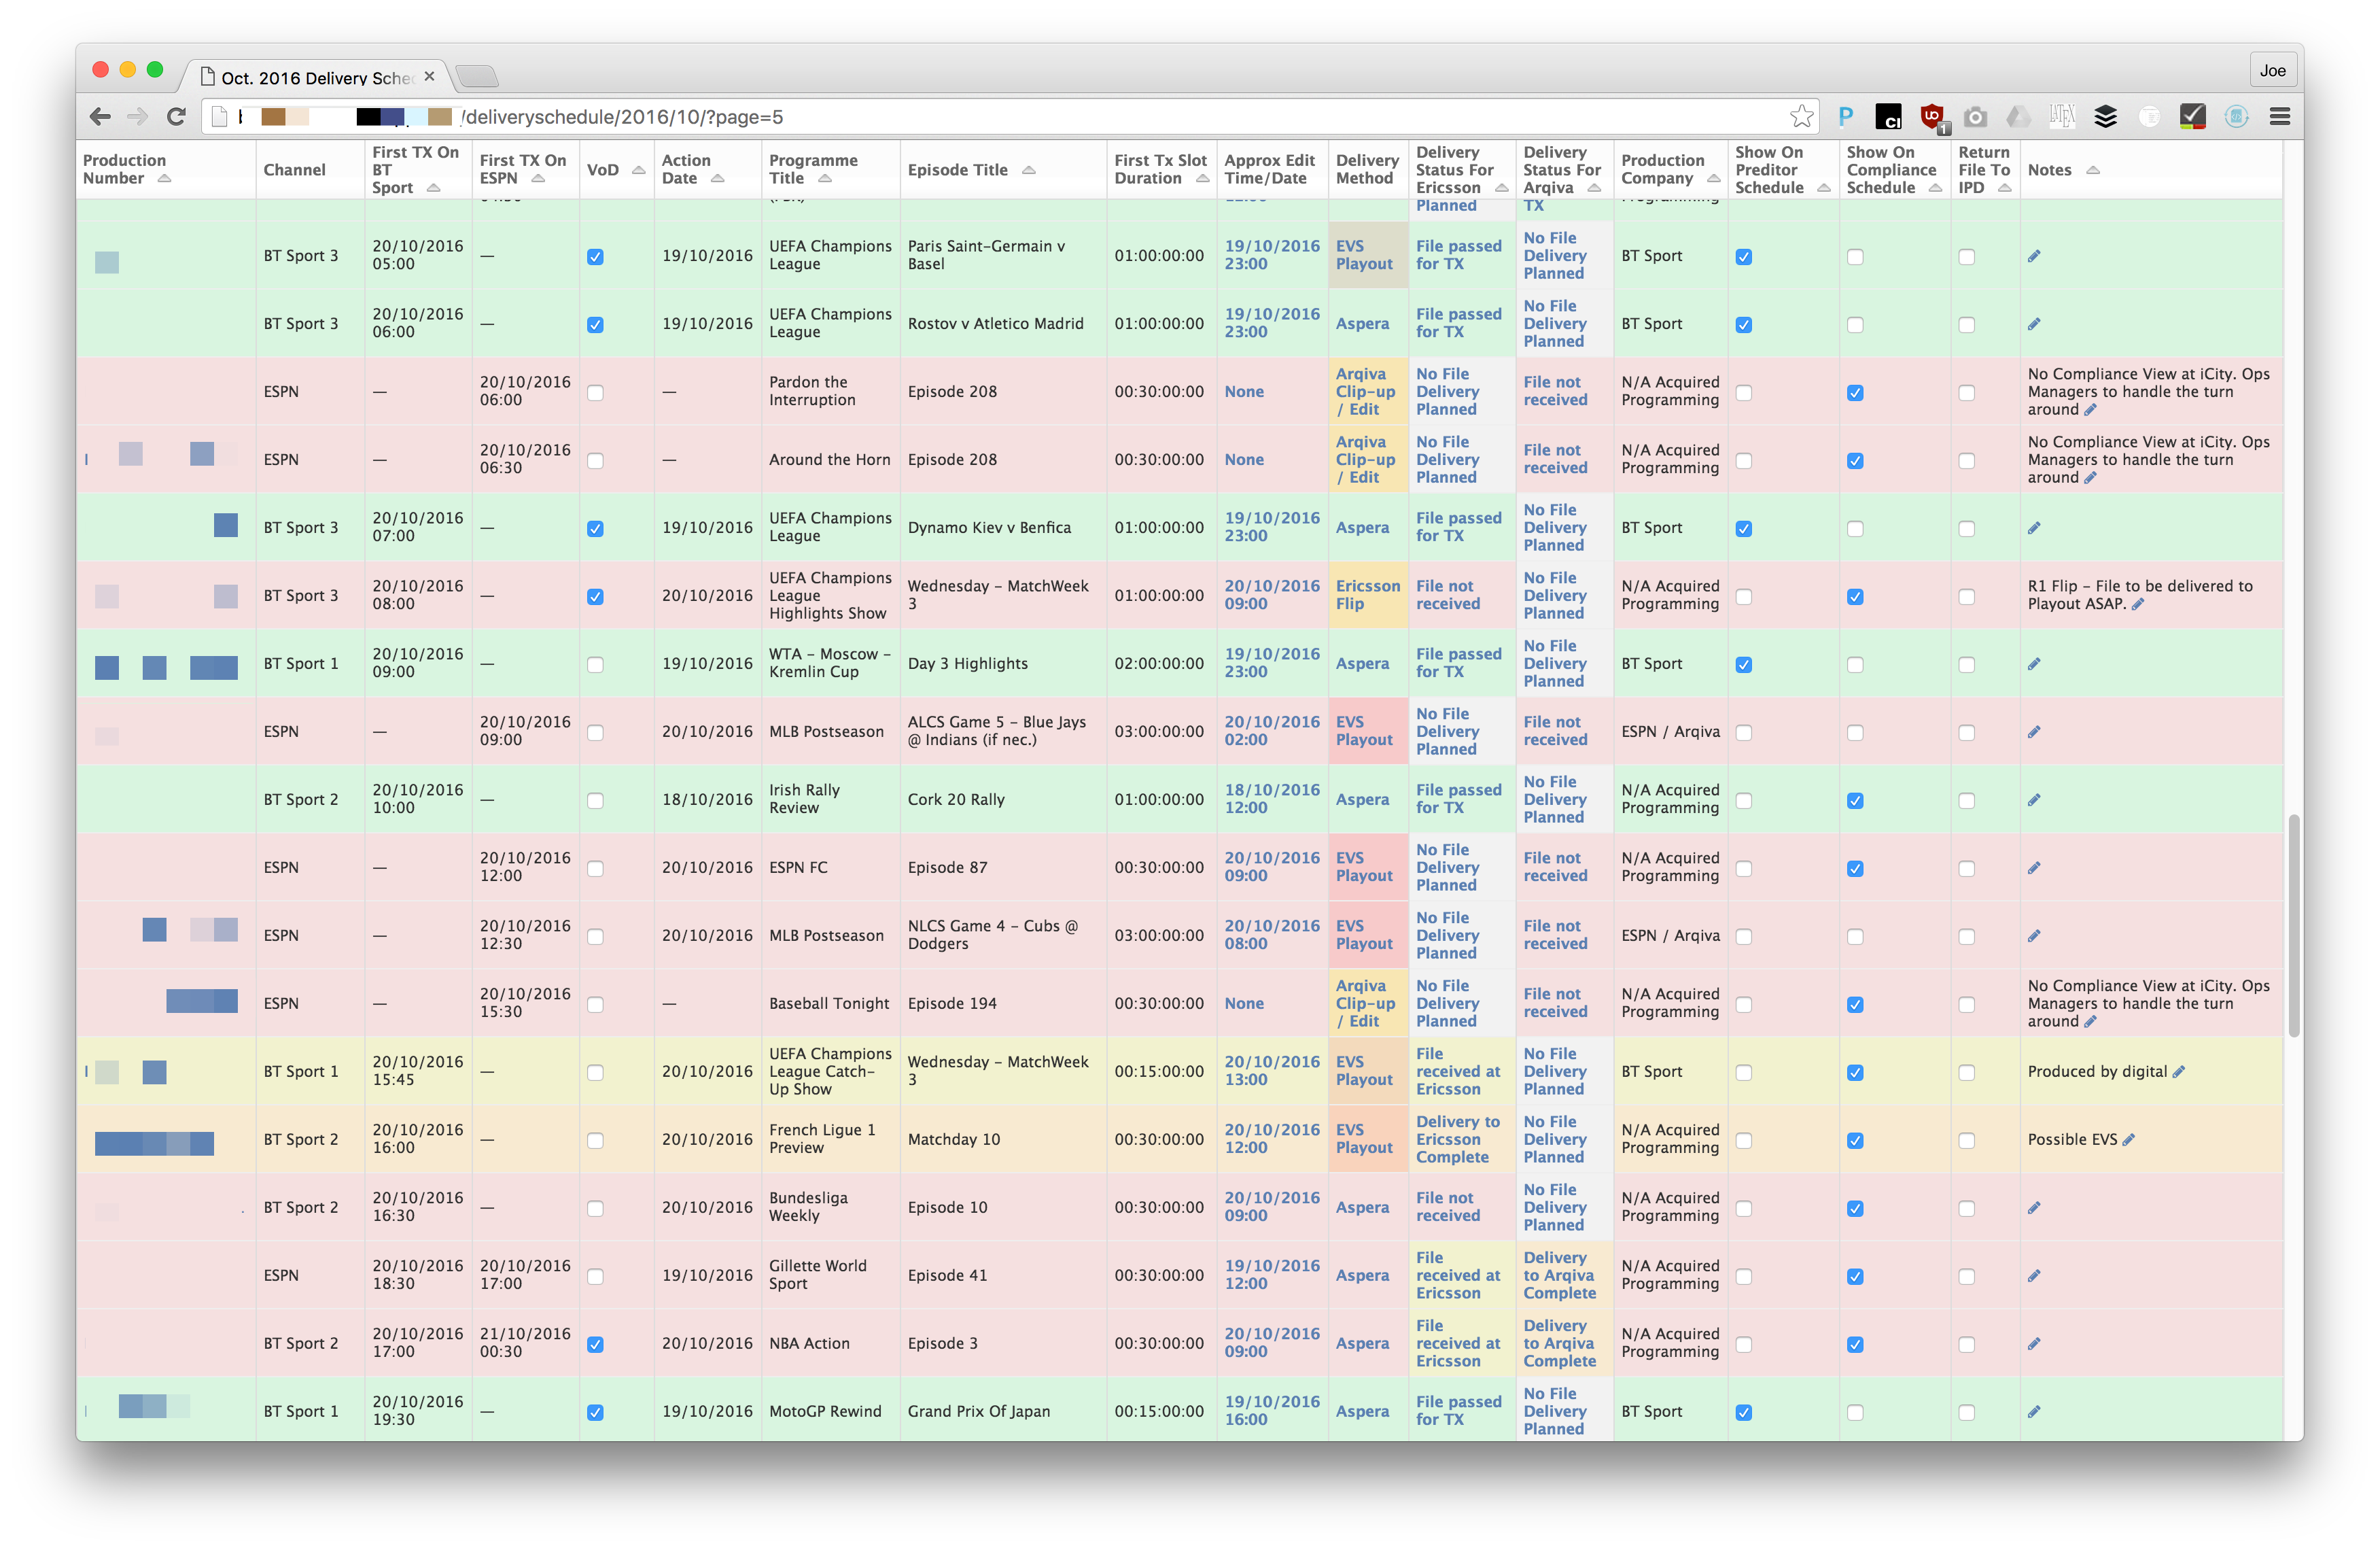 Oct. 2016 Delivery Sche
Joe
/deliveryschedule/2016/10/?page=5
Production Number Channel First TX On BT Sport First TX On ESPN VoD Action Date Programme Title Episode Title First Tx Slot Duration Approx Edit Time/Date Delivery Method Delivery Status For Ericsson Delivery Status For Arqiva Production Company Show On Preditor Schedule Show On Compliance Schedule Return File To IPD Notes
Planned TX
BT Sport 3 20/10/2016 05:00 — 19/10/2016 UEFA Champions League Paris Saint-Germain v Basel 01:00:00:00 19/10/2016 23:00 EVS Playout File passed for TX No File Delivery Planned BT Sport
BT Sport 3 20/10/2016 06:00 — 19/10/2016 UEFA Champions League Rostov v Atletico Madrid 01:00:00:00 19/10/2016 23:00 Aspera File passed for TX No File Delivery Planned BT Sport
ESPN — 20/10/2016 06:00 — Pardon the Interruption Episode 208 00:30:00:00 None Arqiva Clip-up / Edit No File Delivery Planned File not received N/A Acquired Programming No Compliance View at iCity. Ops Managers to handle the turn around
ESPN — 20/10/2016 06:30 — Around the Horn Episode 208 00:30:00:00 None Arqiva Clip-up / Edit No File Delivery Planned File not received N/A Acquired Programming No Compliance View at iCity. Ops Managers to handle the turn around
BT Sport 3 20/10/2016 07:00 — 19/10/2016 UEFA Champions League Dynamo Kiev v Benfica 01:00:00:00 19/10/2016 23:00 Aspera File passed for TX No File Delivery Planned BT Sport
BT Sport 3 20/10/2016 08:00 — 20/10/2016 UEFA Champions League Highlights Show Wednesday - MatchWeek 3 01:00:00:00 20/10/2016 09:00 Ericsson Flip File not received No File Delivery Planned N/A Acquired Programming R1 Flip - File to be delivered to Playout ASAP.
BT Sport 1 20/10/2016 09:00 — 19/10/2016 WTA - Moscow - Kremlin Cup Day 3 Highlights 02:00:00:00 19/10/2016 23:00 Aspera File passed for TX No File Delivery Planned BT Sport
ESPN — 20/10/2016 09:00 20/10/2016 MLB Postseason ALCS Game 5 - Blue Jays @ Indians (if nec.) 03:00:00:00 20/10/2016 02:00 EVS Playout No File Delivery Planned File not received ESPN / Arqiva
BT Sport 2 20/10/2016 10:00 — 18/10/2016 Irish Rally Review Cork 20 Rally 01:00:00:00 18/10/2016 12:00 Aspera File passed for TX No File Delivery Planned N/A Acquired Programming
ESPN — 20/10/2016 12:00 20/10/2016 ESPN FC Episode 87 00:30:00:00 20/10/2016 09:00 EVS Playout No File Delivery Planned File not received N/A Acquired Programming
ESPN — 20/10/2016 12:30 20/10/2016 MLB Postseason NLCS Game 4 - Cubs @ Dodgers 03:00:00:00 20/10/2016 08:00 EVS Playout No File Delivery Planned File not received ESPN / Arqiva
ESPN — 20/10/2016 15:30 — Baseball Tonight Episode 194 00:30:00:00 None Arqiva Clip-up / Edit No File Delivery Planned File not received N/A Acquired Programming No Compliance View at iCity. Ops Managers to handle the turn around
BT Sport 1 20/10/2016 15:45 — 20/10/2016 UEFA Champions League Catch-Up Show Wednesday - MatchWeek 3 00:15:00:00 20/10/2016 13:00 EVS Playout File received at Ericsson No File Delivery Planned BT Sport Produced by digital
BT Sport 2 20/10/2016 16:00 — 20/10/2016 French Ligue 1 Preview Matchday 10 00:30:00:00 20/10/2016 12:00 EVS Playout Delivery to Ericsson Complete No File Delivery Planned N/A Acquired Programming Possible EVS
BT Sport 2 20/10/2016 16:30 — 20/10/2016 Bundesliga Weekly Episode 10 00:30:00:00 20/10/2016 09:00 Aspera File not received No File Delivery Planned N/A Acquired Programming
ESPN 20/10/2016 18:30 20/10/2016 17:00 19/10/2016 Gillette World Sport Episode 41 00:30:00:00 19/10/2016 12:00 Aspera File received at Ericsson Delivery to Arqiva Complete N/A Acquired Programming
BT Sport 2 20/10/2016 17:00 21/10/2016 00:30 20/10/2016 NBA Action Episode 3 00:30:00:00 20/10/2016 09:00 Aspera File received at Ericsson Delivery to Arqiva Complete N/A Acquired Programming
BT Sport 1 20/10/2016 19:30 — 19/10/2016 MotoGP Rewind Grand Prix Of Japan 00:15:00:00 19/10/2016 16:00 Aspera File passed for TX No File Delivery Planned BT Sport